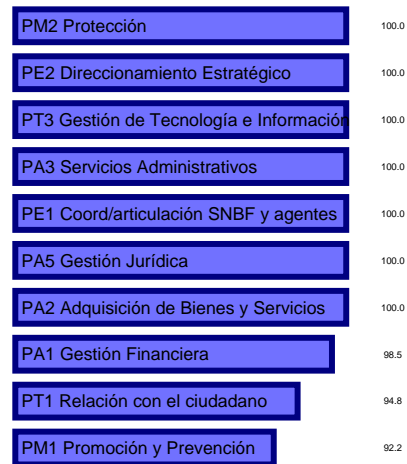 PM2 Protección 100.0
PE2 Direccionamiento Estratégico 100.0
PT3 Gestión de Tecnología e Información 100.0
PA3 Servicios Administrativos 100.0
PE1 Coord/articulación SNBF y agentes 100.0
PA5 Gestión Jurídica 100.0
PA2 Adquisición de Bienes y Servicios 100.0
PA1 Gestión Financiera 98.5
PT1 Relación con el ciudadano 94.8
PM1 Promoción y Prevención 92.2